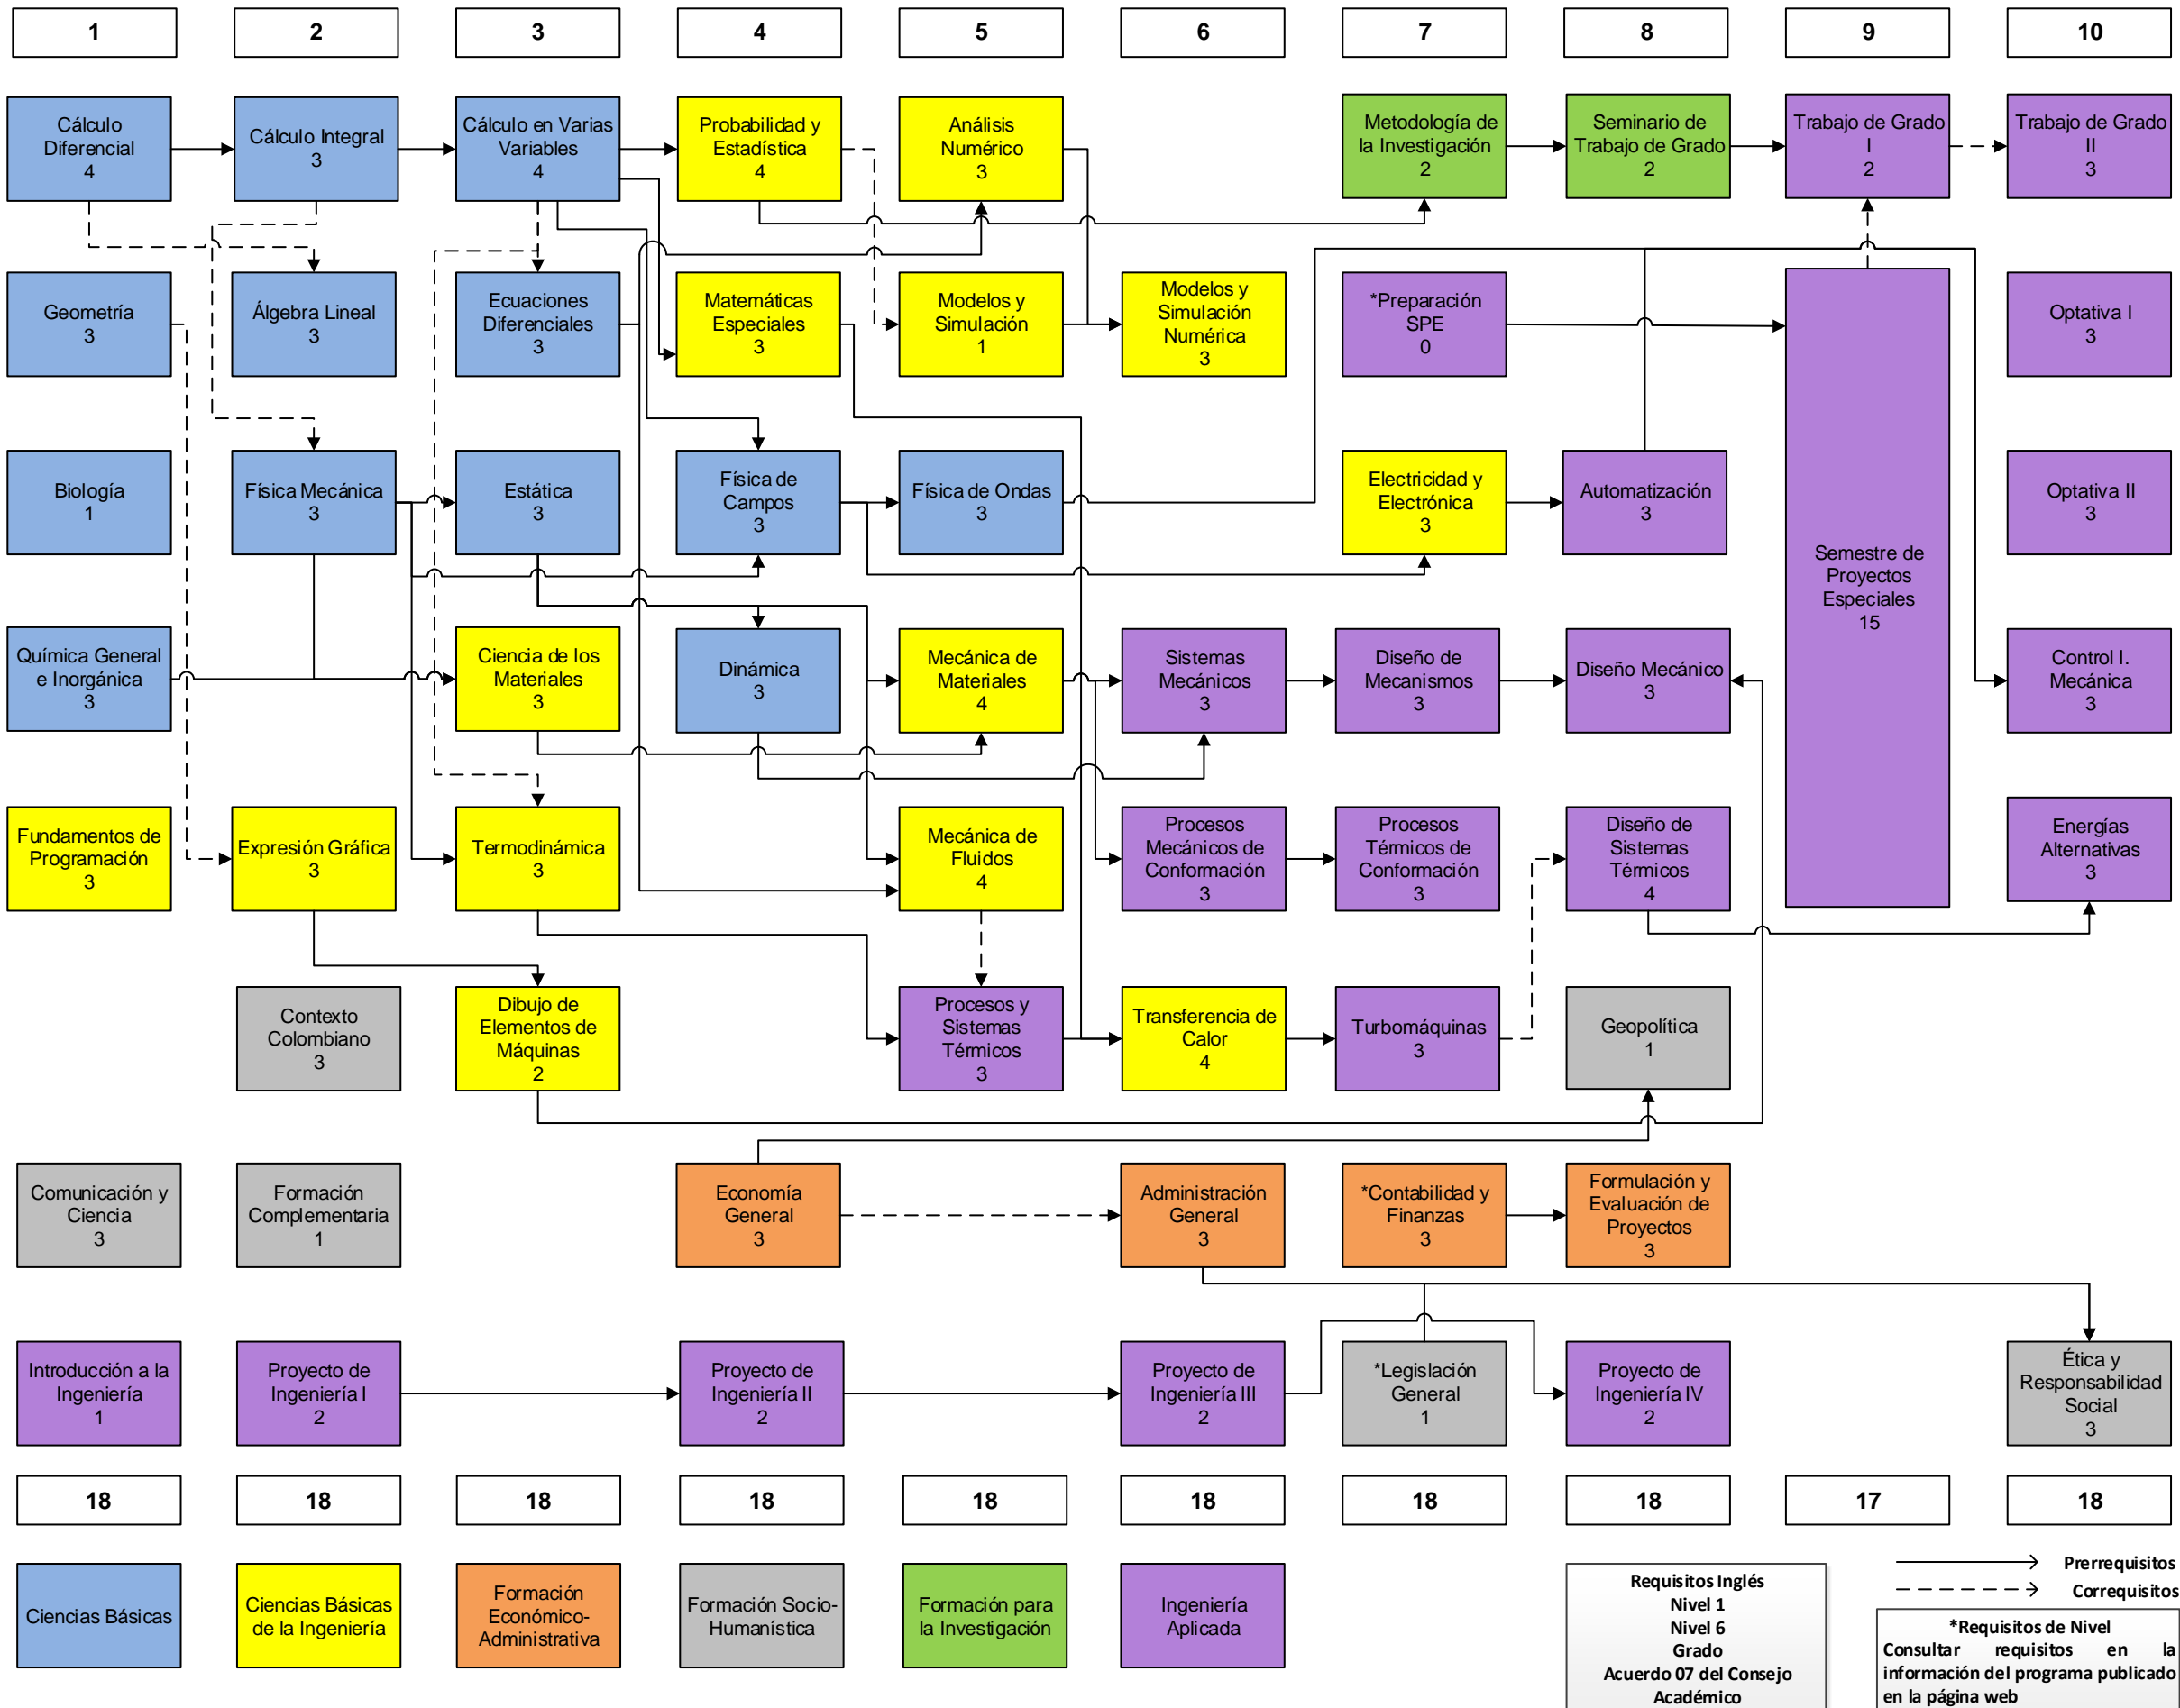 1
2
3
4
5
6
7
8
9
10
Cálculo
Diferencial
4
Cálculo Integral
3
Cálculo en Varias
Variables
4
Probabilidad y
Estadística
4
Análisis
Numérico
3
Metodología de
la Investigación
2
Seminario de
Trabajo de Grado
2
Trabajo de Grado
I
2
Trabajo de Grado
II
3
Geometría
3
Álgebra Lineal
3
Ecuaciones
Diferenciales
3
Matemáticas
Especiales
3
Modelos y
Simulación
1
Modelos y
Simulación
Numérica
3
*Preparación
SPE
0
Optativa I
3
Biología
1
Física Mecánica
3
Estática
3
Física de
Campos
3
Física de Ondas
3
Electricidad y
Electrónica
3
Automatización
3
Semestre de
Proyectos
Especiales
15
Optativa II
3
Química General
e Inorgánica
3
Ciencia de los
Materiales
3
Dinámica
3
Mecánica de
Materiales
4
Sistemas
Mecánicos
3
Diseño de
Mecanismos
3
Diseño Mecánico
3
Control I.
Mecánica
3
Fundamentos de
Programación
3
Expresión Gráfica
3
Termodinámica
3
Mecánica de
Fluidos
4
Procesos
Mecánicos de
Conformación
3
Procesos
Térmicos de
Conformación
3
Diseño de
Sistemas
Térmicos
4
Energías
Alternativas
3
Contexto
Colombiano
3
Dibujo de
Elementos de
Máquinas
2
Procesos y
Sistemas
Térmicos
3
Transferencia de
Calor
4
Turbomáquinas
3
Geopolítica
1
Comunicación y
Ciencia
3
Formación
Complementaria
1
Economía
General
3
Administración
General
3
*Contabilidad y
Finanzas
3
Formulación y
Evaluación de
Proyectos
3
Introducción a la
Ingeniería
1
Proyecto de
Ingeniería I
2
Proyecto de
Ingeniería II
2
Proyecto de
Ingeniería III
2
*Legislación
General
1
Proyecto de
Ingeniería IV
2
Ética y
Responsabilidad
Social
3
18
18
18
18
18
18
18
18
17
18
Ciencias Básicas
Ciencias Básicas
de la Ingeniería
Formación
Económico-
Administrativa
Formación Socio-
Humanística
Formación para
la Investigación
Ingeniería
Aplicada
Requisitos Inglés
Nivel 1
Nivel 6
Grado
Acuerdo 07 del Consejo
Académico
Prerrequisitos
Correquisitos
*Requisitos de Nivel
Consultar requisitos en la
información del programa publicado
en la página web